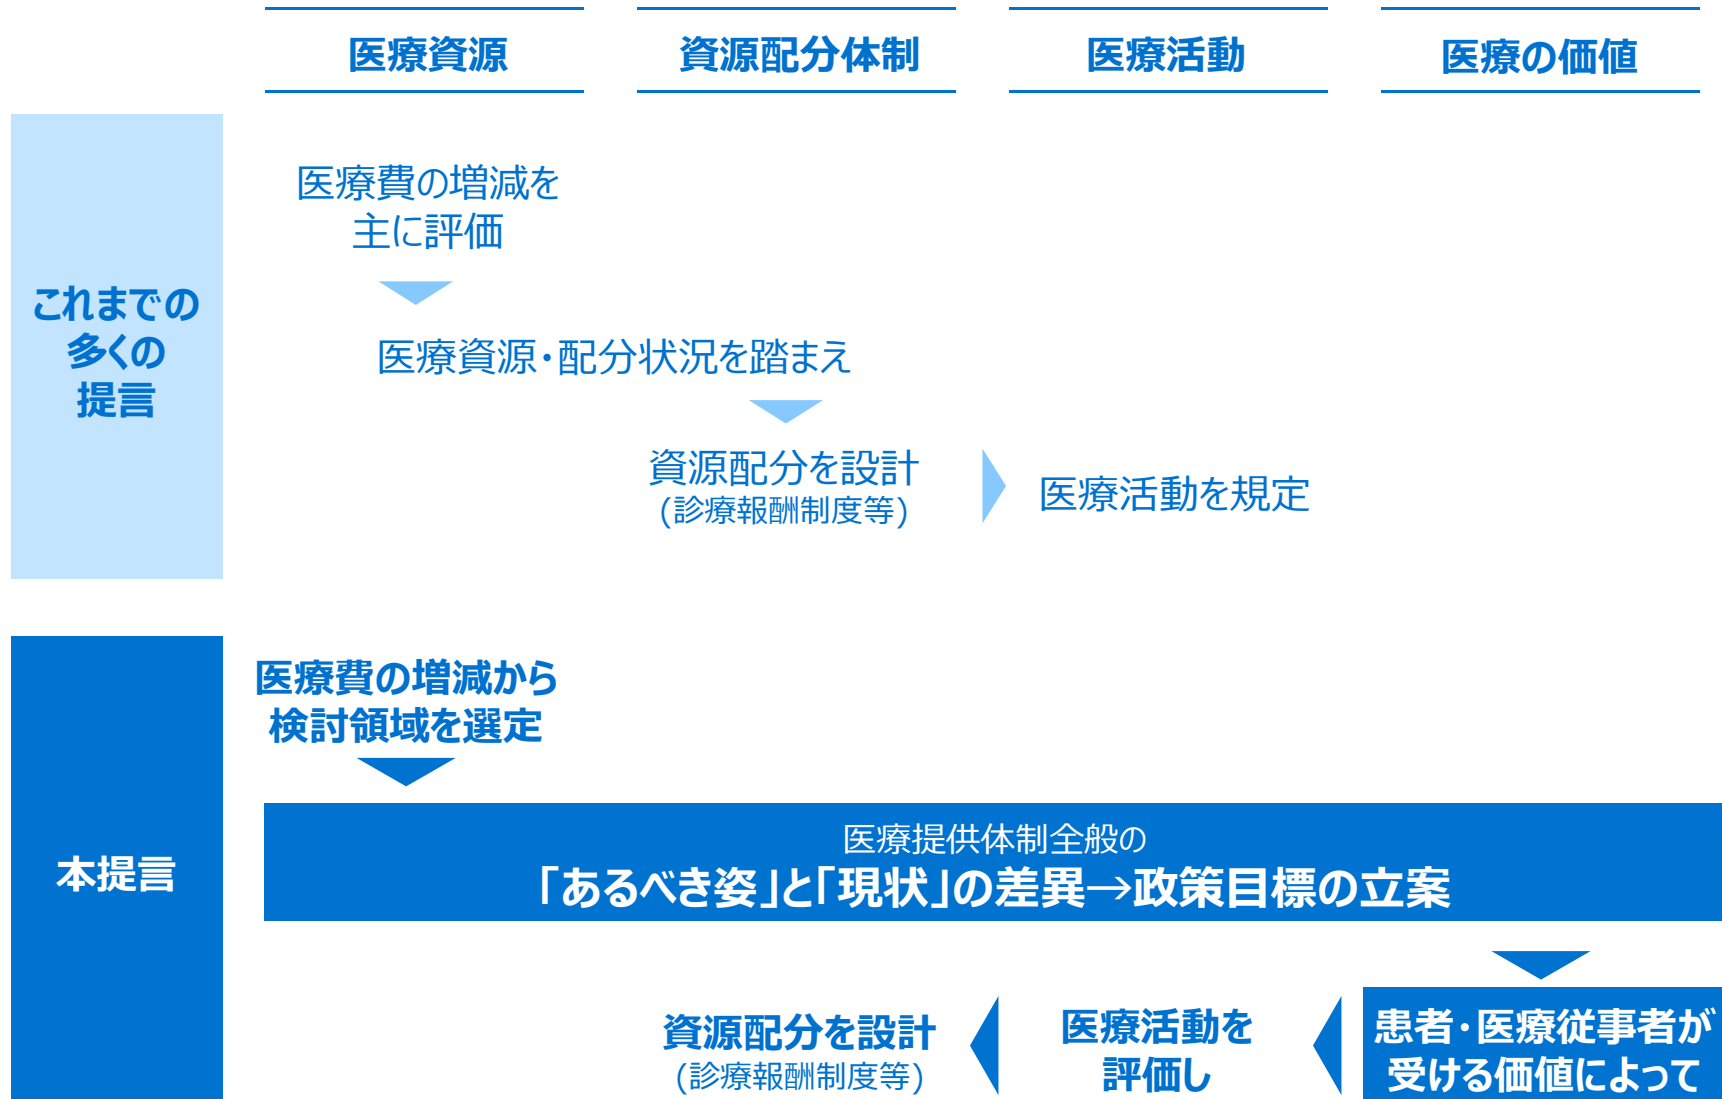 医療資源
資源配分体制
医療活動
医療の価値
これまでの
多くの
提言
医療費の増減を
主に評価
医療資源・配分状況を踏まえ
資源配分を設計
(診療報酬制度等)
医療活動を規定
本提言
医療費の増減から
検討領域を選定
医療提供体制全般の
「あるべき姿」と「現状」の差異→政策目標の立案
資源配分を設計
(診療報酬制度等)
医療活動を
評価し
患者・医療従事者が
受ける価値によって